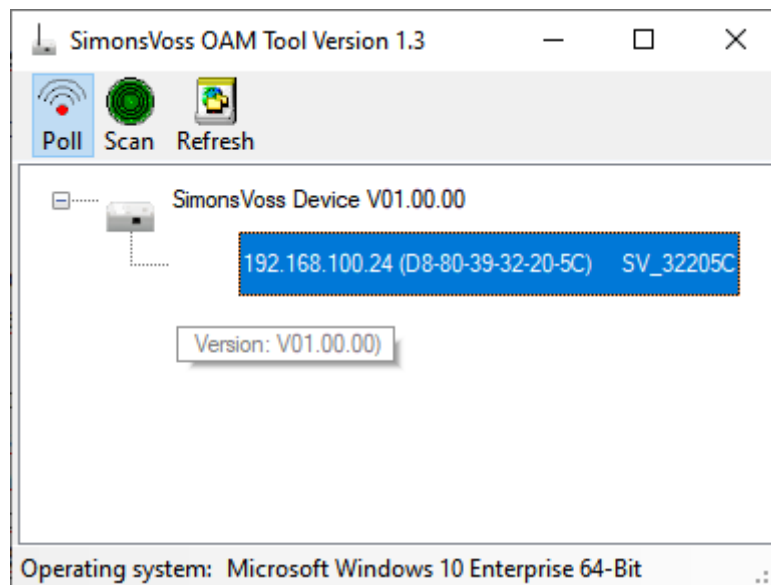 SimonsVoss OAM Tool Version 1.3
Poll Scan Refresh
SimonsVoss Device V01.00.00
192.168.100.24 (D8-80-39-32-20-5C) SV_32205C
Version: V01.00.00)
Operating system: Microsoft Windows 10 Enterprise 64-Bit